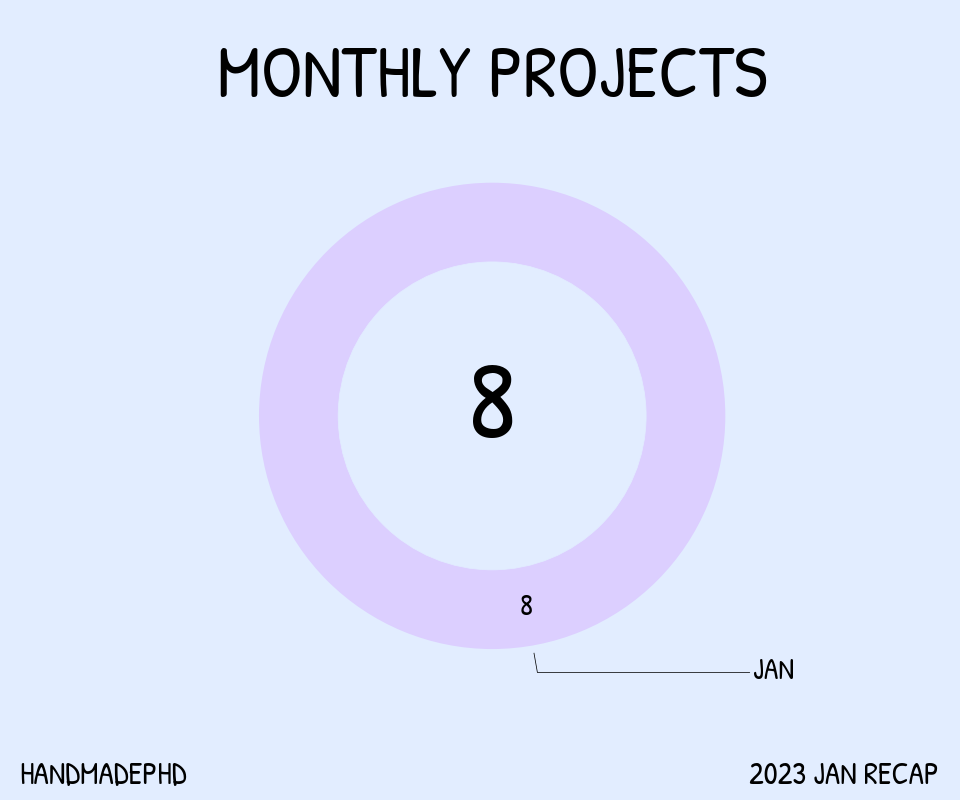 MONTHLY PROJECTS
8
8
JAN
HANDMADEPHD
2023 JAN RECAP